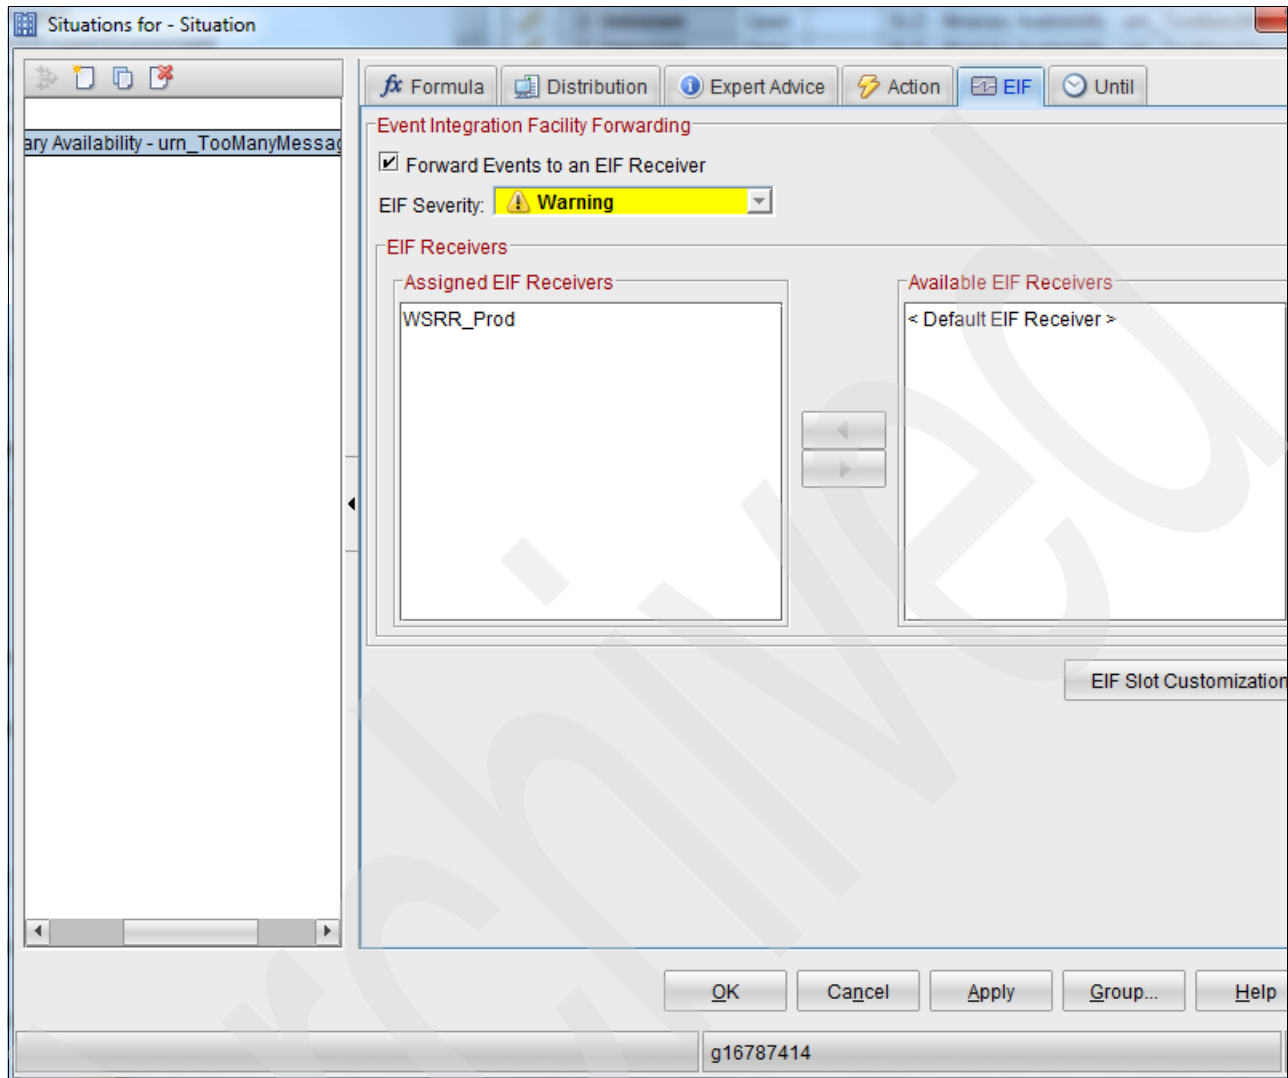 Situations for - Situation
fx Formula
Distribution
Expert Advice
Action
EIF
Until
ary Availability - urn_TooManyMessag
Event Integration Facility Forwarding
Forward Events to an EIF Receiver
EIF Severity: Warning
EIF Receivers
Assigned EIF Receivers
WSRR_Prod
Available EIF Receivers
< Default EIF Receiver >
EIF Slot Customization
OK
Cancel
Apply
Group...
Help
g16787414